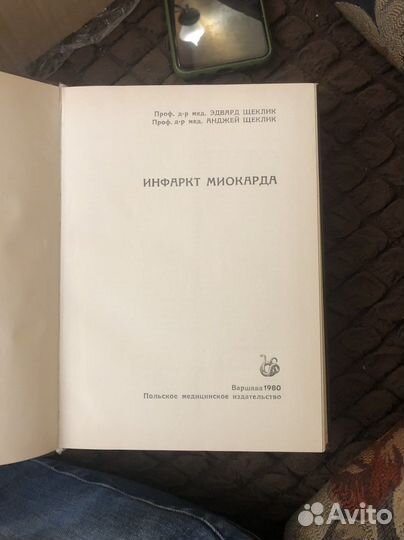 Проф. д-р мед. ЭДВАРД ЩЕКЛИК
Проф. д-р мед. АНДЖЕЙ ЩЕКЛИК
ИНФАРКТ МИОКАРДА
Варшава 1980
Польское медицинское издательство
Avito